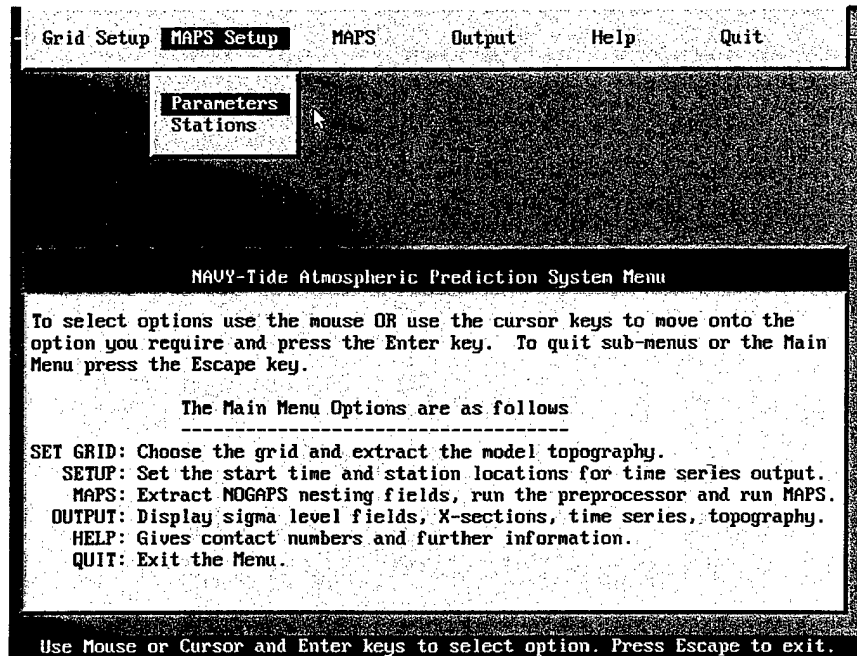 Grid Setup MAPS Setup MAPS Output Help Quit
Parameters
Stations
NAVY-Tide Atmospheric Prediction System Menu
To select options use the mouse OR use the cursor keys to move onto the
option you require and press the Enter key. To quit sub-menus or the Main
Menu press the Escape key.
The Main Menu Options are as follows
-------------------------------------
SET GRID: Choose the grid and extract the model topography.
SETUP: Set the start time and station locations for time series output.
MAPS: Extract NOGAPS nesting fields, run the preprocessor and run MAPS.
OUTPUT: Display sigma level fields, X-sections, time series, topography.
HELP: Gives contact numbers and further information.
QUIT: Exit the Menu.
Use Mouse or Cursor and Enter keys to select option. Press Escape to exit.